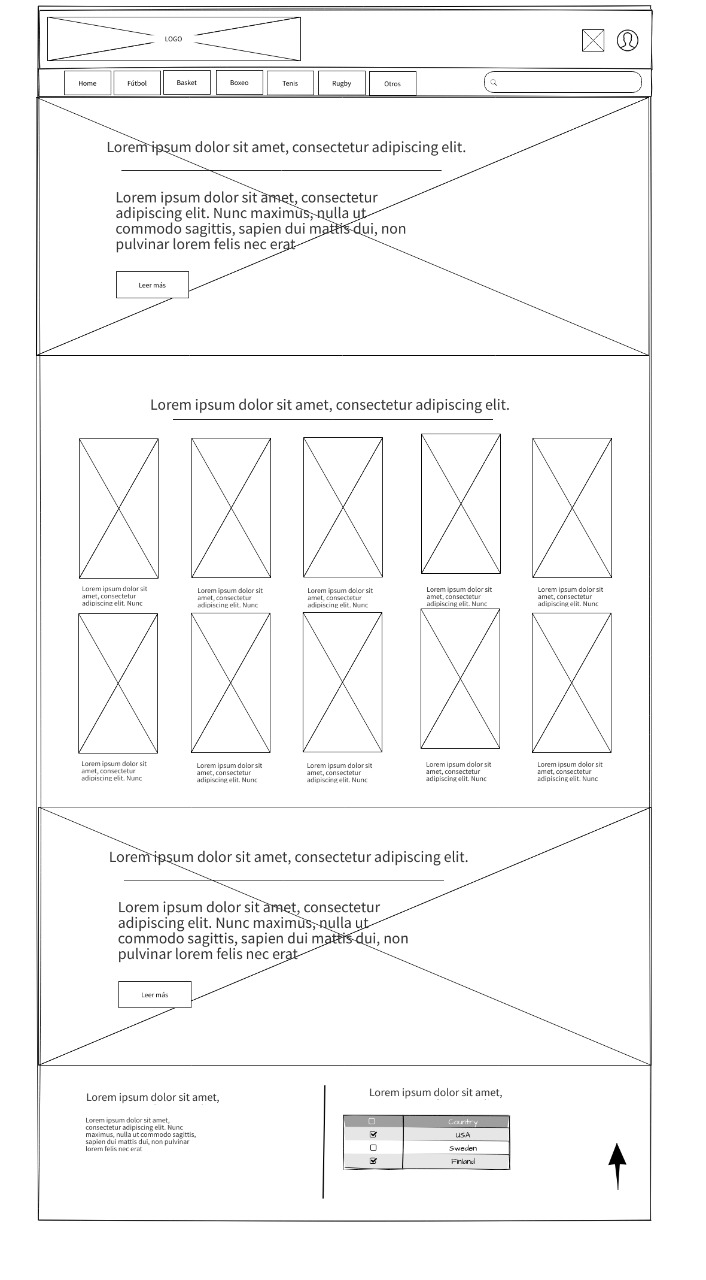 LOGO
Home Fútbol Basket Boxeo Tenis Rugby Otros
Lorem ipsum dolor sit amet, consectetur adipiscing elit.
Lorem ipsum dolor sit amet, consectetur
adipiscing elit. Nunc maximus, nulla ut
commodo sagittis, sapien dui mattis dui, non
pulvinar lorem felis nec erat
Leer más
Lorem ipsum dolor sit amet, consectetur adipiscing elit.
Lorem ipsum dolor sit
amet, consectetur
adipiscing elit. Nunc
Lorem ipsum dolor sit
amet, consectetur
adipiscing elit. Nunc
Lorem ipsum dolor sit
amet, consectetur
adipiscing elit. Nunc
Lorem ipsum dolor sit
amet, consectetur
adipiscing elit. Nunc
Lorem ipsum dolor sit
amet, consectetur
adipiscing elit. Nunc
Lorem ipsum dolor sit
amet, consectetur
adipiscing elit. Nunc
Lorem ipsum dolor sit
amet, consectetur
adipiscing elit. Nunc
Lorem ipsum dolor sit
amet, consectetur
adipiscing elit. Nunc
Lorem ipsum dolor sit
amet, consectetur
adipiscing elit. Nunc
Lorem ipsum dolor sit
amet, consectetur
adipiscing elit. Nunc
Lorem ipsum dolor sit amet, consectetur adipiscing elit.
Lorem ipsum dolor sit amet, consectetur
adipiscing elit. Nunc maximus, nulla ut
commodo sagittis, sapien dui mattis dui, non
pulvinar lorem felis nec erat
Leer más
Lorem ipsum dolor sit amet,
Lorem ipsum dolor sit amet,
consectetur adipiscing elit. Nunc
maximus, nulla ut commodo sagittis,
sapien dui mattis dui, non pulvinar
lorem felis nec erat
Lorem ipsum dolor sit amet,
Country
USA
Sweden
Finland